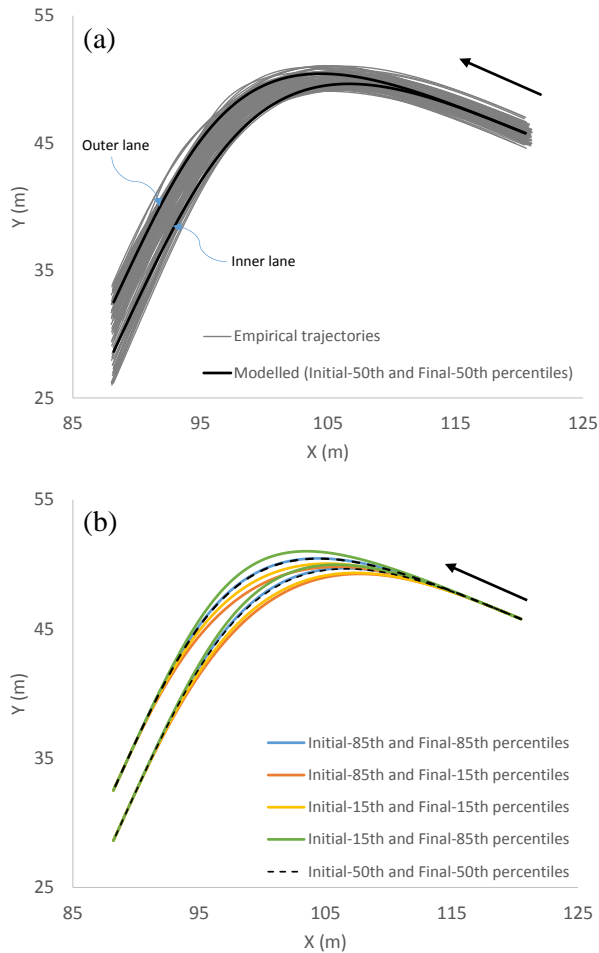 (a)
55
45
35
25
Y (m)
Outer lane
Inner lane
Empirical trajectories
Modelled (Initial-50th and Final-50th percentiles)
85 95 105 115 125
X (m)
(b)
55
45
35
25
Y (m)
Initial-85th and Final-85th percentiles
Initial-85th and Final-15th percentiles
Initial-15th and Final-15th percentiles
Initial-15th and Final-85th percentiles
Initial-50th and Final-50th percentiles
85 95 105 115 125
X (m)